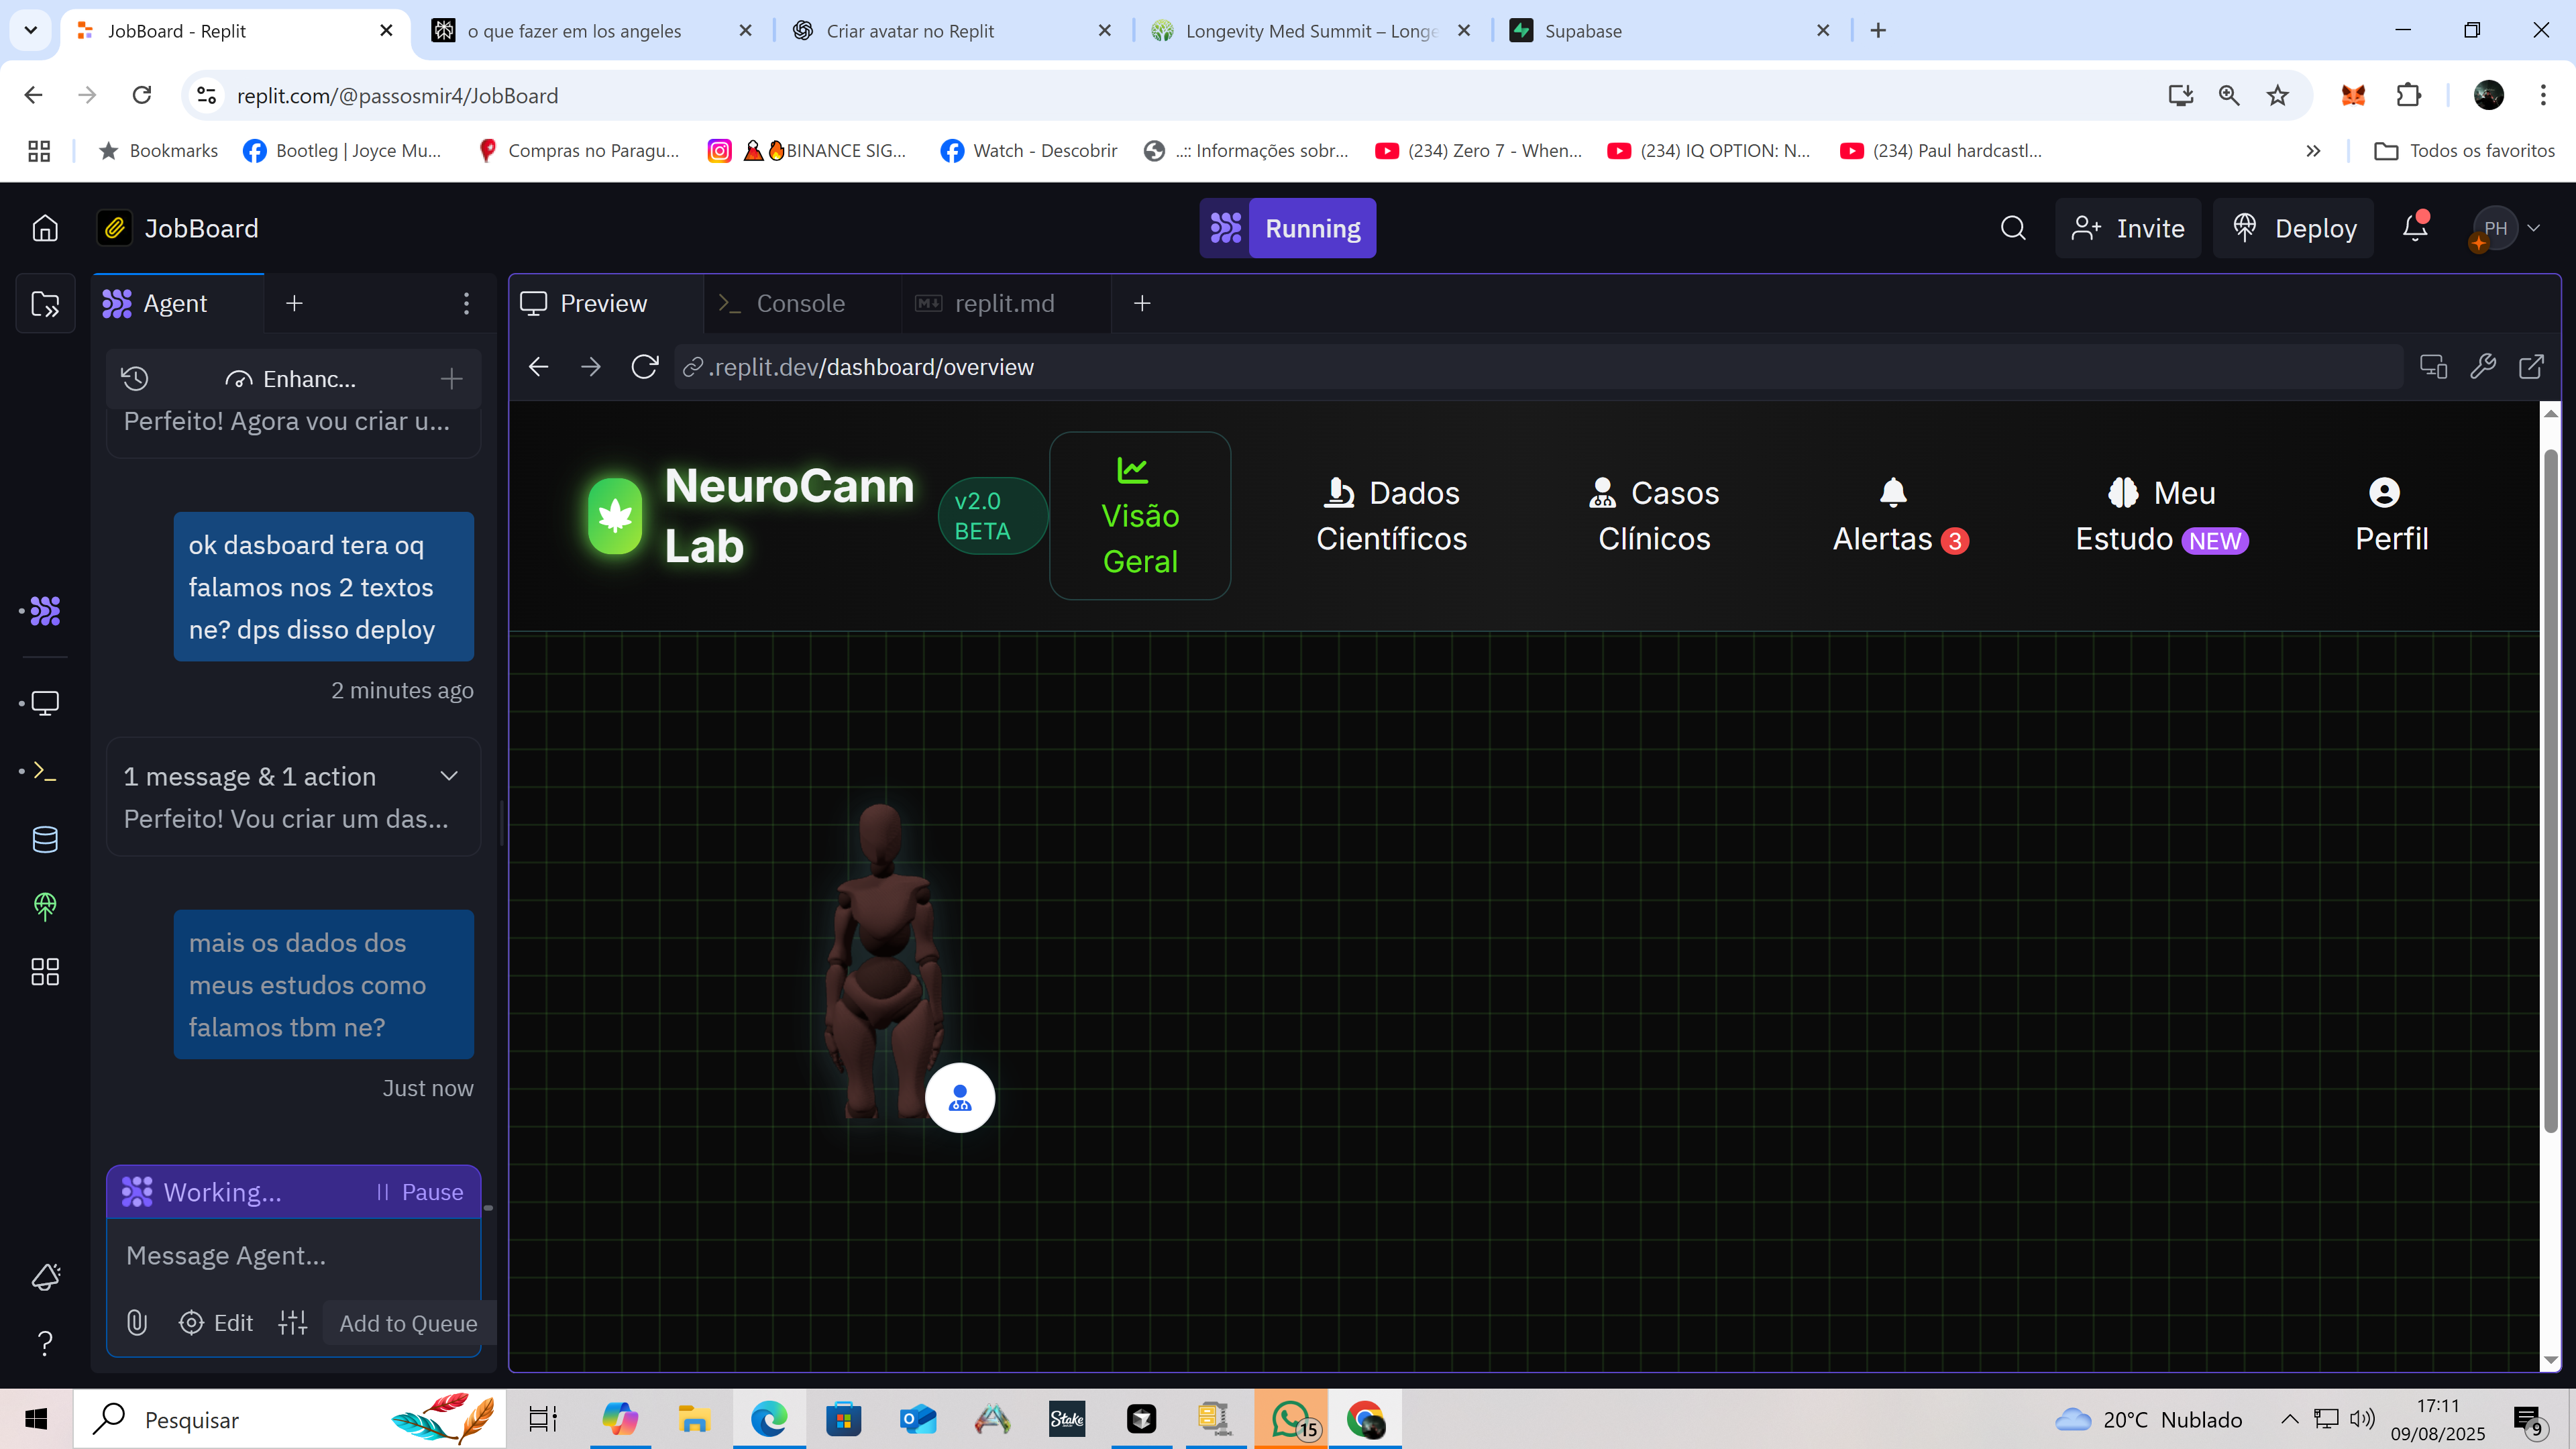 JobBoard - Replit
o que fazer em los angeles
Criar avatar no Replit
Longevity Med Summit – Longe
Supabase
replit.com/@passosmir4/JobBoard
Bookmarks
Bootleg | Joyce Mu...
Compras no Paragu...
BINANCE SIG...
Watch - Descobrir
..:: Informações sobr...
(234) Zero 7 - When...
(234) IQ OPTION: N...
(234) Paul hardcastl...
Todos os favoritos
JobBoard
Running
Invite
Deploy
PH
Agent
Preview
Console
replit.md
Enhanc...
.replit.dev/dashboard/overview
Perfeito! Agora vou criar u...
ok dasboard tera oq
falamos nos 2 textos
ne? dps disso deploy
2 minutes ago
1 message & 1 action
Perfeito! Vou criar um das...
mais os dados dos
meus estudos como
falamos tbm ne?
Just now
Working...
Pause
Message Agent...
Edit
Add to Queue
NeuroCann
Lab
v2.0
BETA
Visão
Geral
Dados
Científicos
Casos
Clínicos
Alertas 3
Meu
Estudo NEW
Perfil
Pesquisar
Stake
15
20°C Nublado
17:11
09/08/2025
9